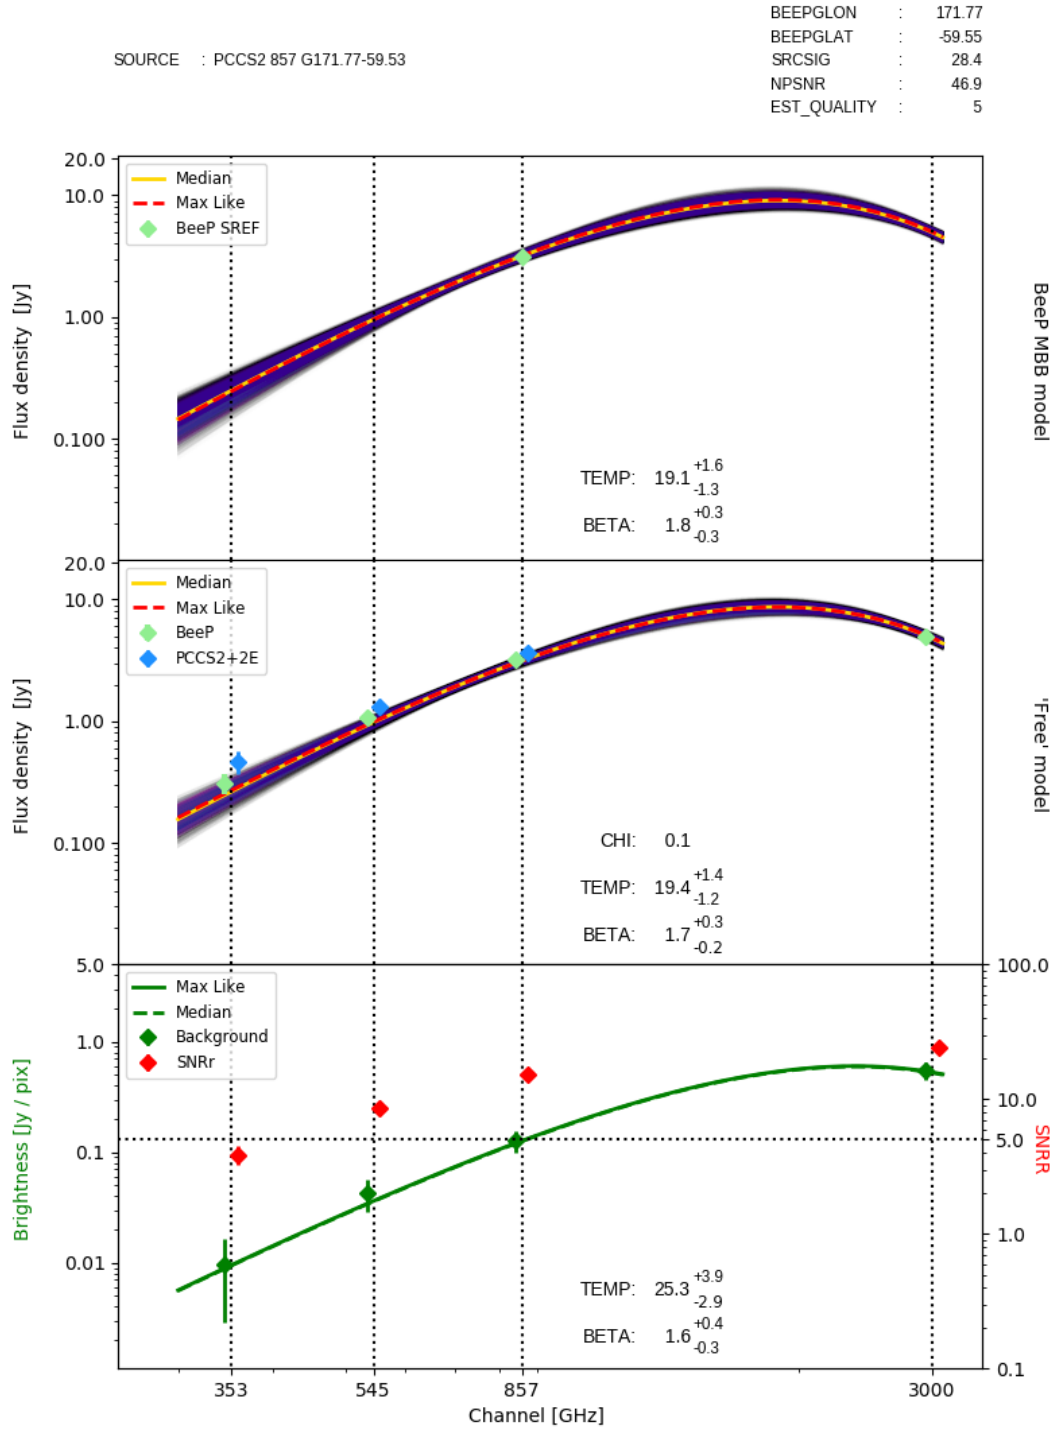 BEEPGLON : 171.77
BEEPGLAT : -59.55
SOURCE : PCCS2 857 G171.77-59.53
SRCSIG : 28.4
NPSNR : 46.9
EST_QUALITY : 5
20.0
10.0
1.00
0.100
Flux density [Jy]
Median
Max Like
BeeP SREF
TEMP: 19.1 +1.6 -1.3
BETA: 1.8 +0.3 -0.3
BeeP MBB model
20.0
10.0
1.00
0.100
Flux density [Jy]
Median
Max Like
BeeP
PCCS2+2E
CHI: 0.1
TEMP: 19.4 +1.4 -1.2
BETA: 1.7 +0.3 -0.2
'Free' model
5.0
1.0
0.1
0.01
Brightness [Jy / pix]
Max Like
Median
Background
SNRr
TEMP: 25.3 +3.9 -2.9
BETA: 1.6 +0.4 -0.3
100.0
10.0
5.0
1.0
0.1
SNRR
353 545 857 3000
Channel [GHz]